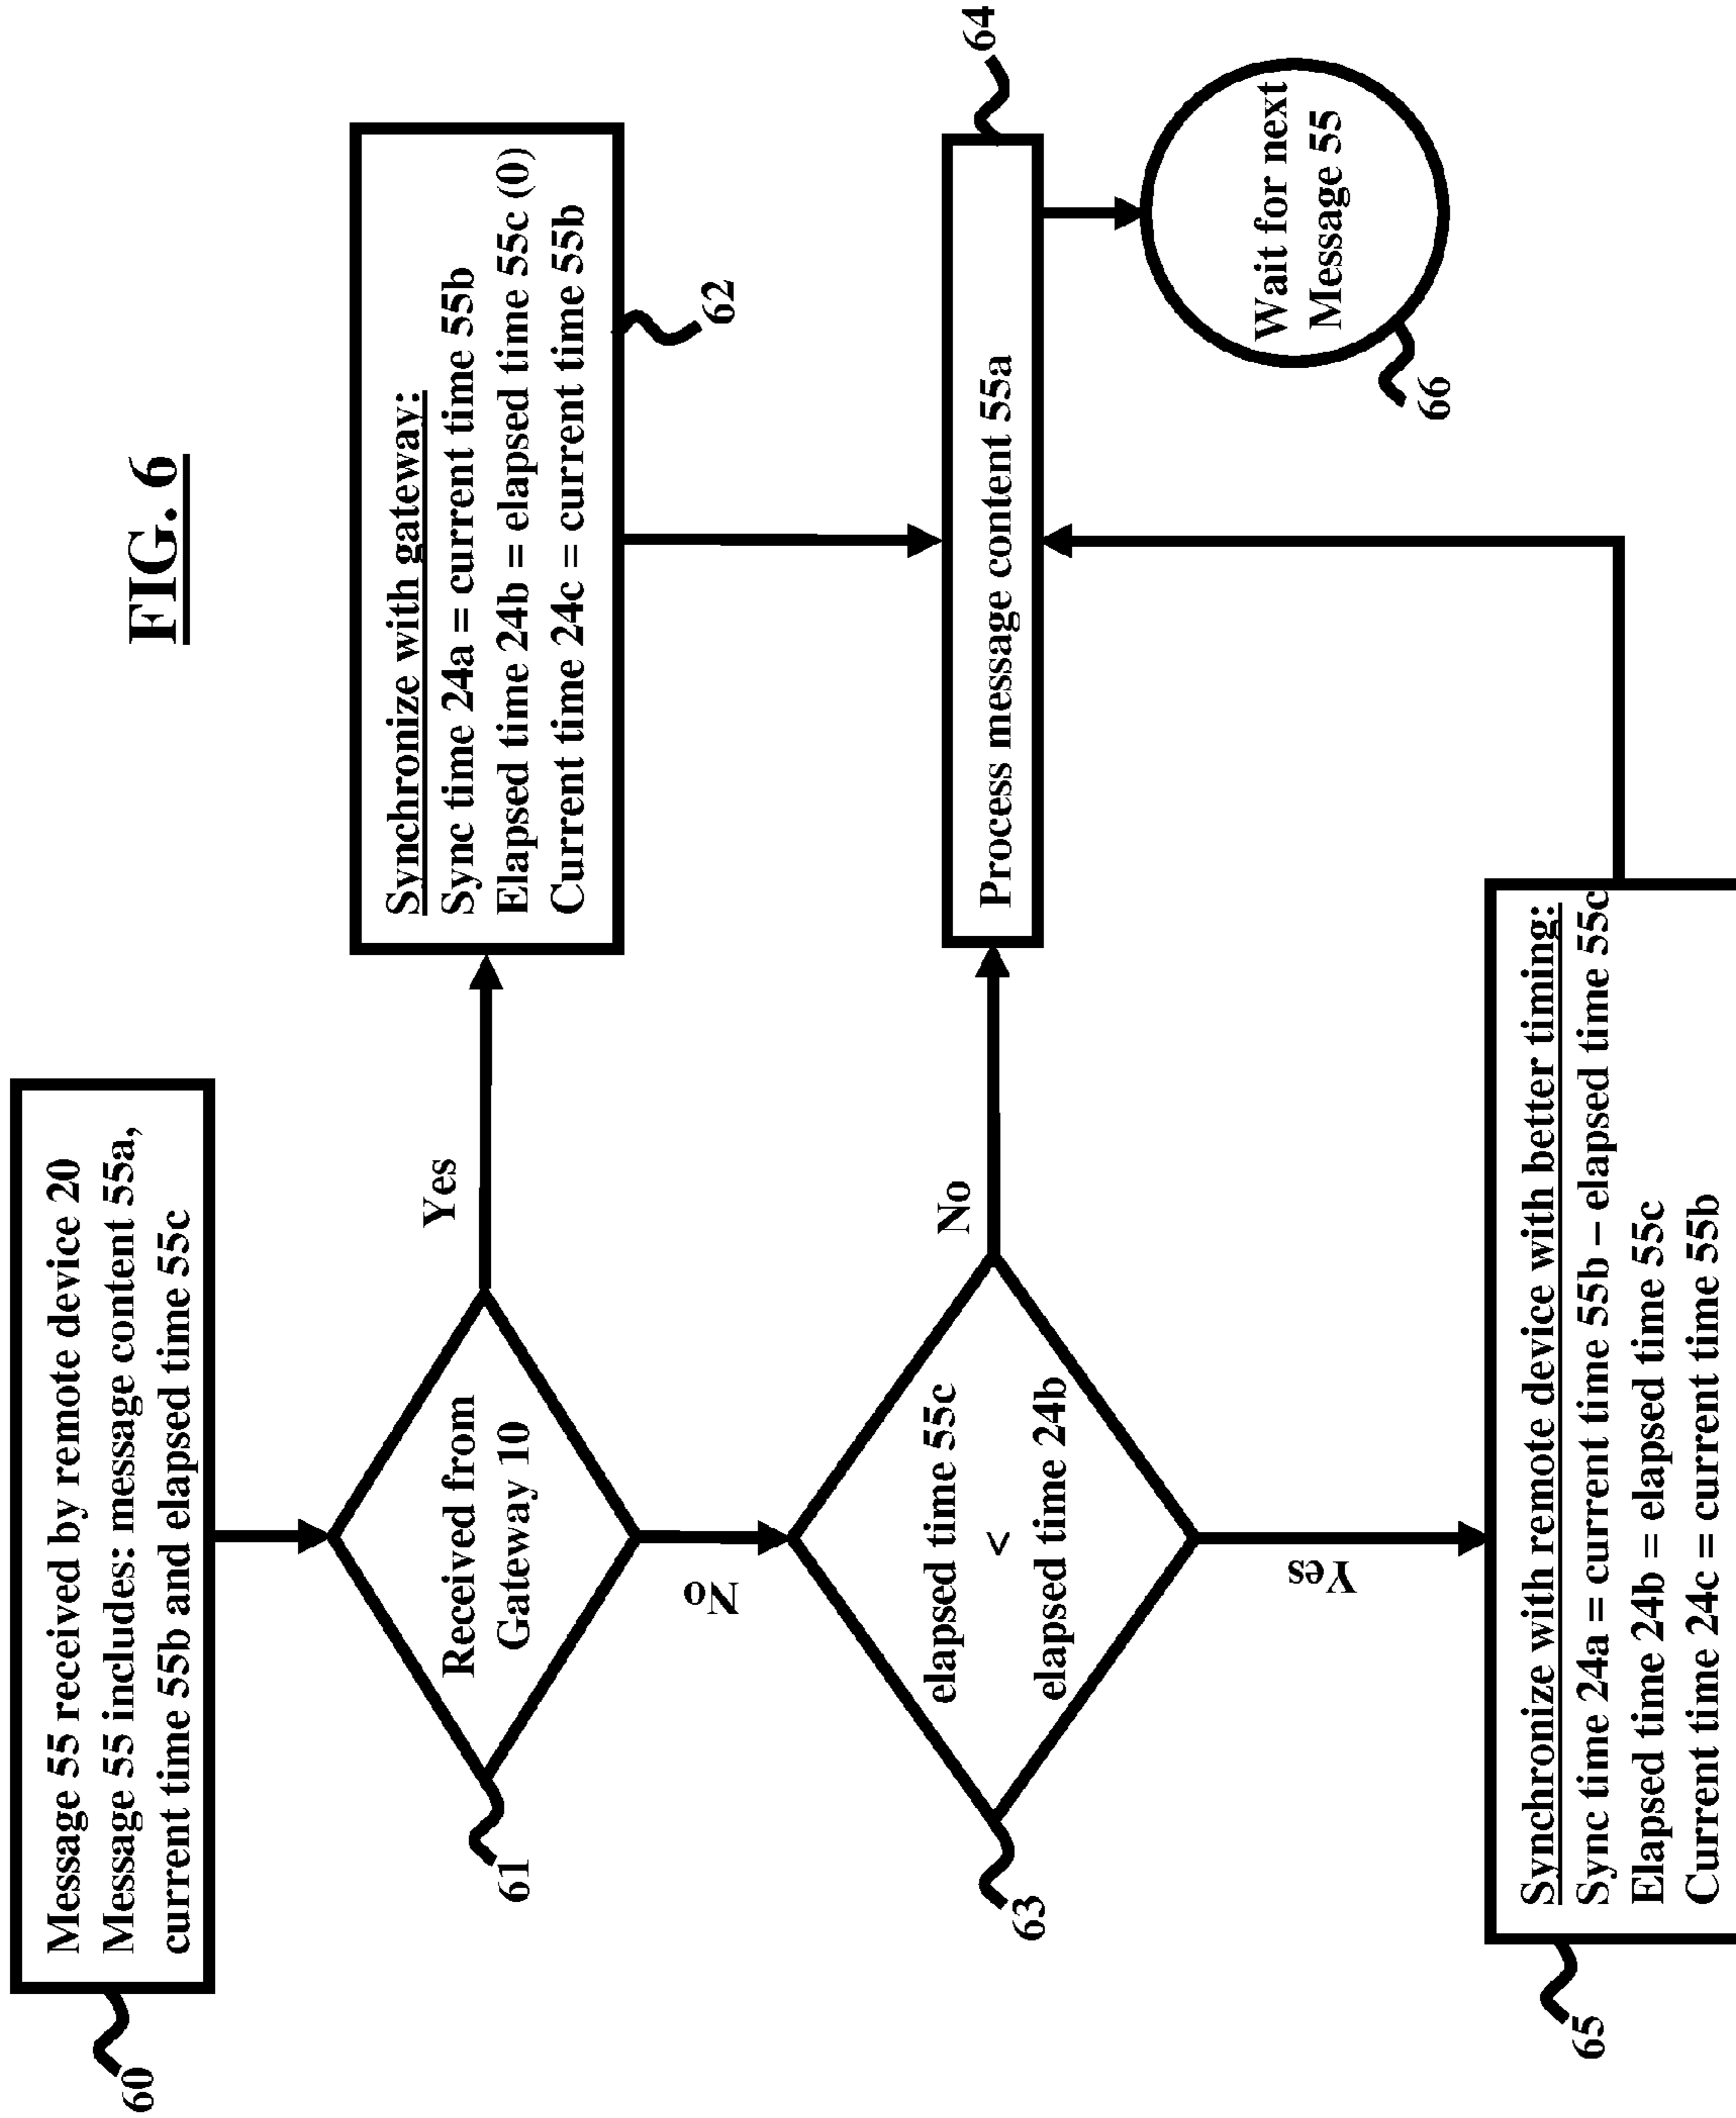 FIG. 6
Message 55 received by remote device 20
Message 55 includes: message content 55a,
current time 55b and elapsed time 55c
60
Received from
Gateway 10
61
Yes
No
Synchronize with gateway:
Sync time 24a = current time 55b
Elapsed time 24b = elapsed time 55c (0)
Current time 24c = current time 55b
62
elapsed time 55c
<
elapsed time 24b
63
No
Yes
Process message content 55a
64
Wait for next
Message 55
66
Synchronize with remote device with better timing:
Sync time 24a = current time 55b – elapsed time 55c
Elapsed time 24b = elapsed time 55c
Current time 24c = current time 55b
65